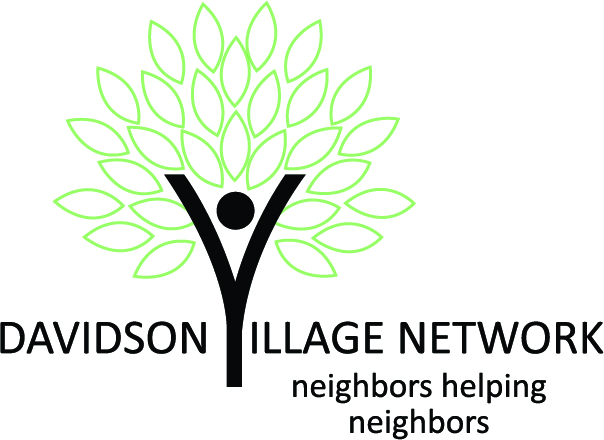 DAVIDSON VILLAGE NETWORK
neighbors helping
neighbors